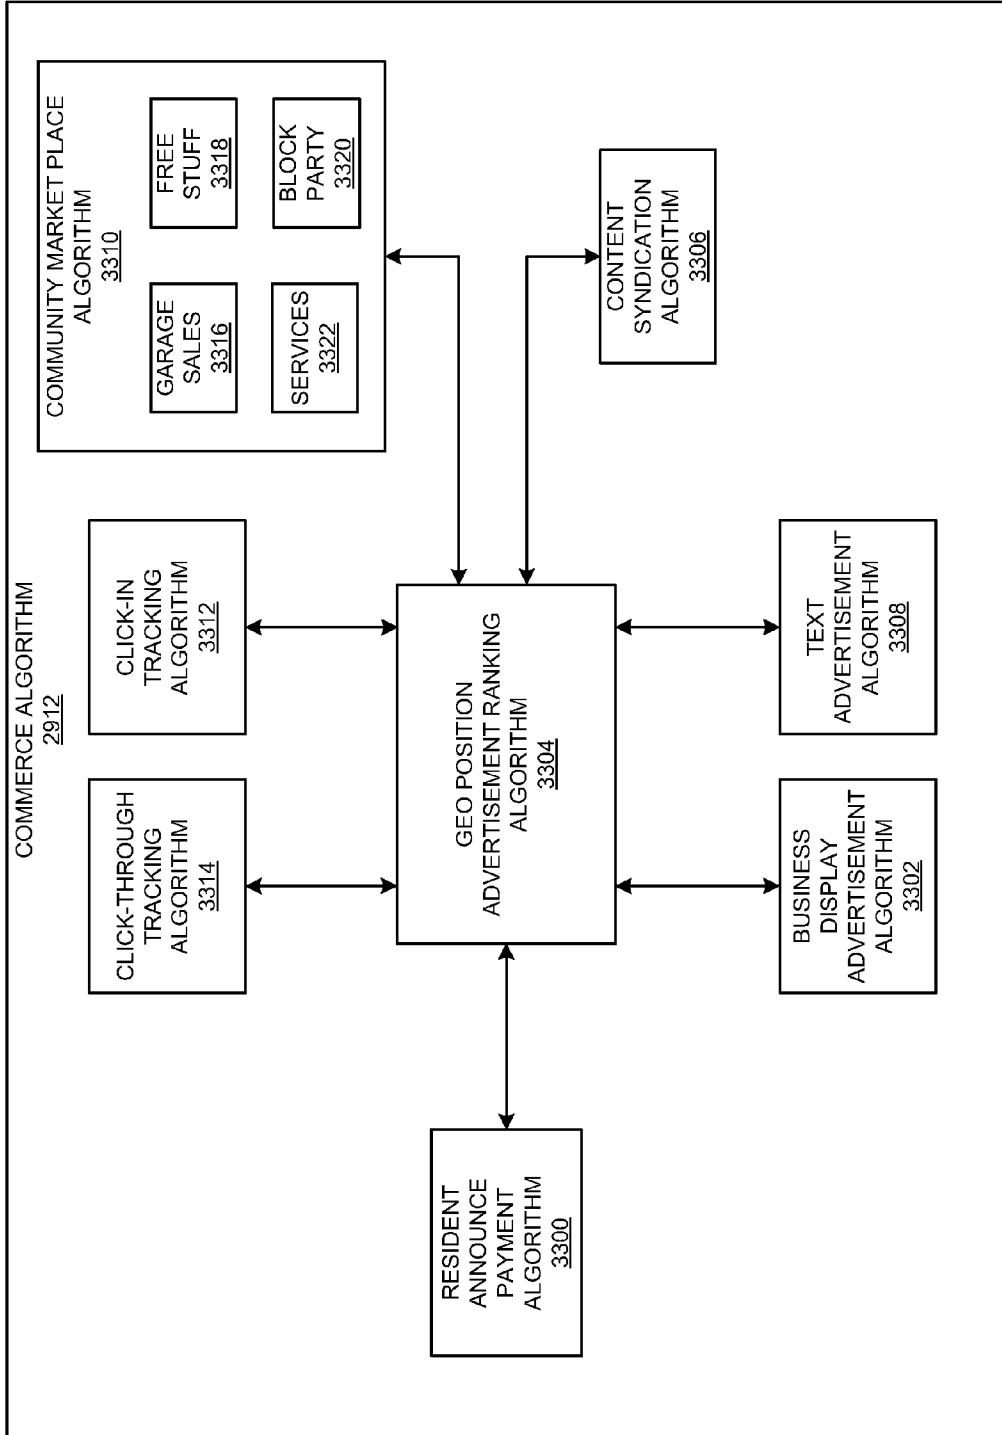 COMMERCE ALGORITHM
2912
CLICK-THROUGH
TRACKING
ALGORITHM
3314
CLICK-IN
TRACKING
ALGORITHM
3312
COMMUNITY MARKET PLACE
ALGORITHM
3310
GARAGE
SALES
3316
FREE
STUFF
3318
SERVICES
3322
BLOCK
PARTY
3320
RESIDENT
ANNOUNCE
PAYMENT
ALGORITHM
3300
GEO POSITION
ADVERTISEMENT RANKING
ALGORITHM
3304
CONTENT
SYNDICATION
ALGORITHM
3306
BUSINESS
DISPLAY
ADVERTISEMENT
ALGORITHM
3302
TEXT
ADVERTISEMENT
ALGORITHM
3308